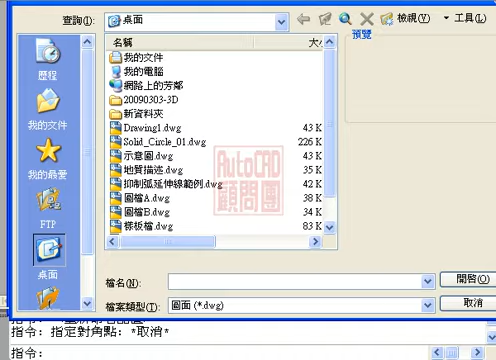 查詢(I):
桌面
檢視(V)
工具(L)
歷程
我的文件
我的最愛
FTP
桌面
名稱
大小
我的文件
我的電腦
網路上的芳鄰
20090303-3D
新資料夾
Drawing1.dwg 43 K
Solid_Circle_01.dwg 226 K
示意圖.dwg 43 K
地質描述.dwg 35 K
抑制弧延伸線範例.dwg 42 K
圖檔A.dwg 38 K
圖檔B.dwg 34 K
樣板檔.dwg 83 K
預覽
AutoCAD
顧問團
檔名(N):
開啟(O)
檔案類型(T):
圖面 (*.dwg)
取消
指令: 指定對角點: *取消*
指令: